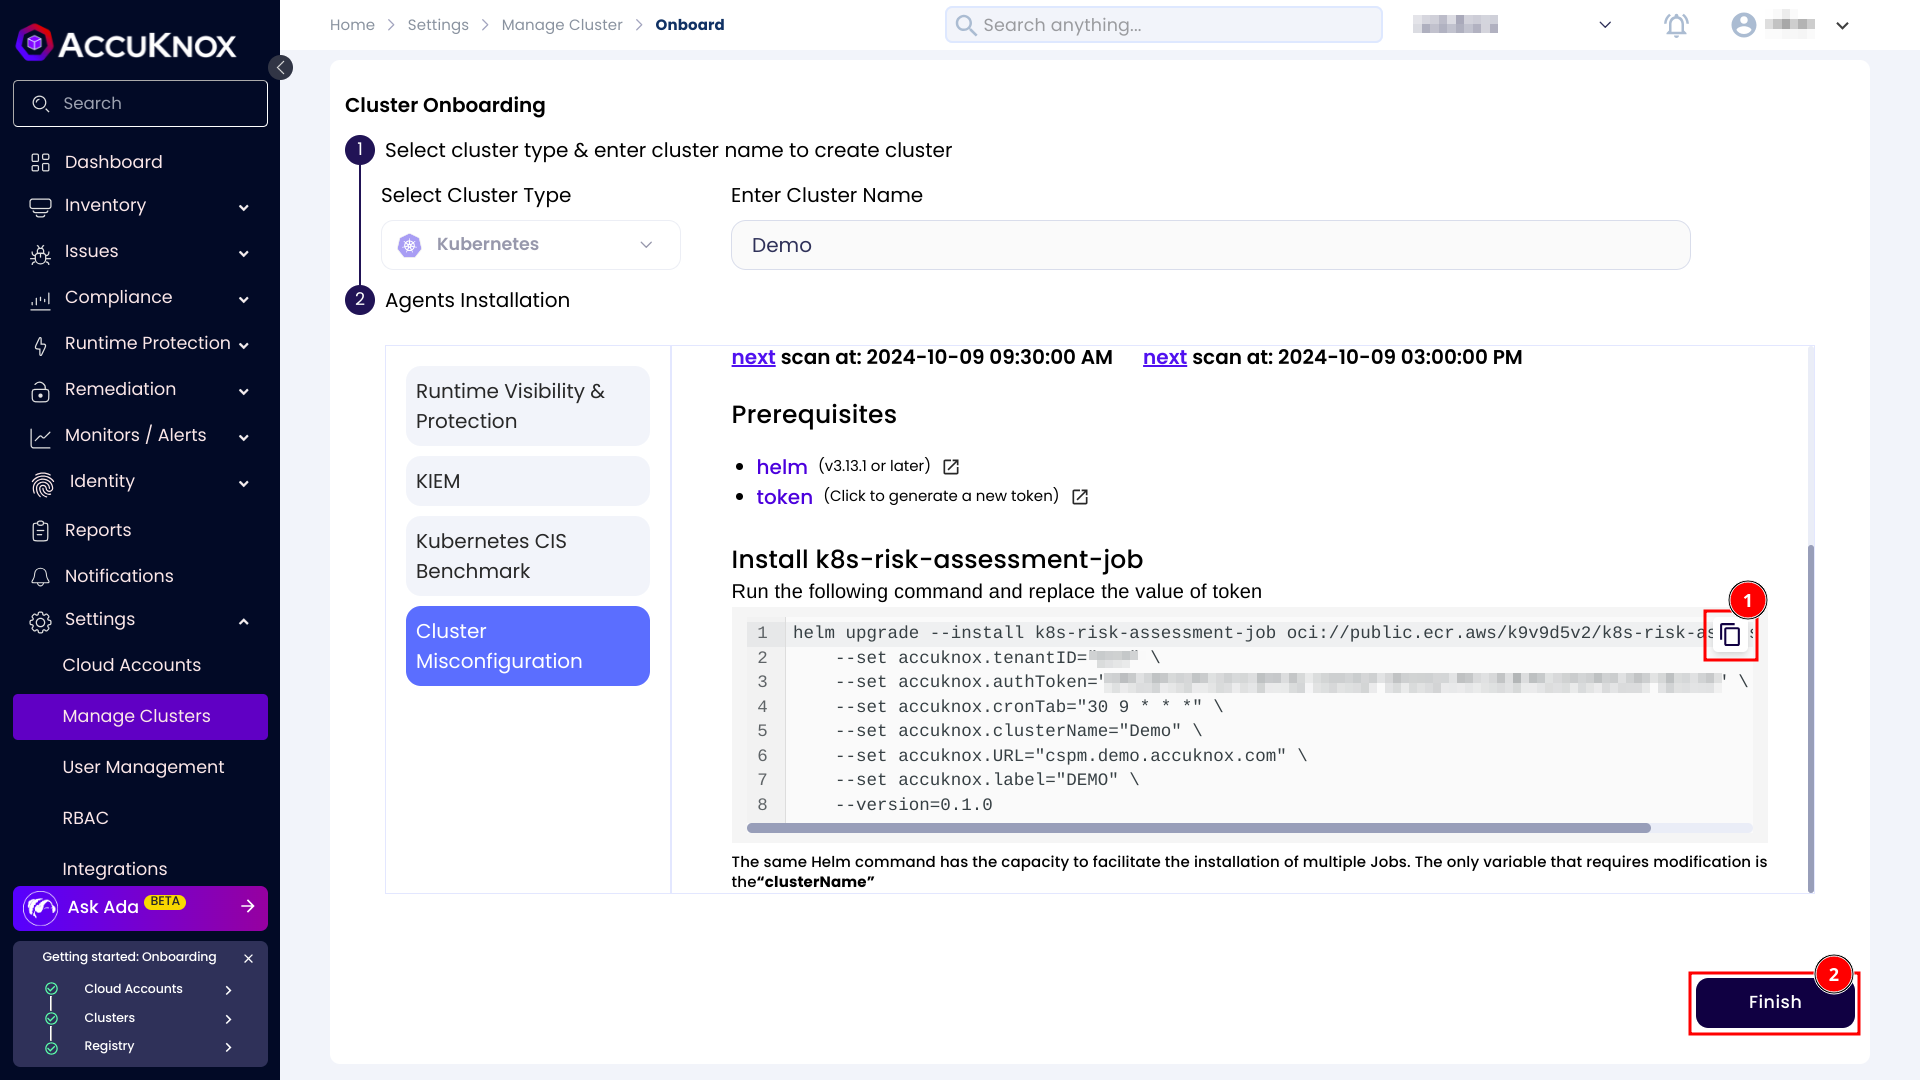 ACCUKNOX
Search
Dashboard
Inventory
Issues
Compliance
Runtime Protection
Remediation
Monitors / Alerts
Identity
Reports
Notifications
Settings
Cloud Accounts
Manage Clusters
User Management
RBAC
Integrations
Ask Ada BETA
Getting started: Onboarding
Cloud Accounts
Clusters
Registry
Home > Settings > Manage Cluster > Onboard
Search anything...
Cluster Onboarding
1 Select cluster type & enter cluster name to create cluster
Select Cluster Type
Enter Cluster Name
Kubernetes
Demo
2 Agents Installation
Runtime Visibility &
Protection
KIEM
Kubernetes CIS
Benchmark
Cluster
Misconfiguration
next scan at: 2024-10-09 09:30:00 AM next scan at: 2024-10-09 03:00:00 PM
Prerequisites
helm (v3.13.1 or later)
token (Click to generate a new token)
Install k8s-risk-assessment-job
Run the following command and replace the value of token
1 helm upgrade --install k8s-risk-assessment-job oci://public.ecr.aws/k9v9d5v2/k8s-risk-as
2 --set accuknox.tenantID=" " \
3 --set accuknox.authToken=" " \
4 --set accuknox.cronTab="30 9 * * *" \
5 --set accuknox.clusterName="Demo" \
6 --set accuknox.URL="cspm.demo.accuknox.com" \
7 --set accuknox.label="DEMO" \
8 --version=0.1.0
1
The same Helm command has the capacity to facilitate the installation of multiple Jobs. The only variable that requires modification is
the“clusterName”
2
Finish